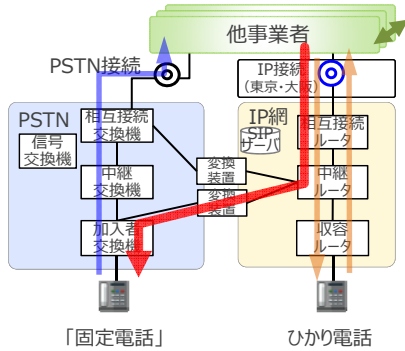 他事業者
PSTN接続
IP接続
(東京・大阪)
PSTN
相互接続
交換機
信号
交換機
IP網
SIP
サーバ
相互接続
ルータ
変換
装置
中継
交換機
中継
ルータ
変換
装置
加入者
交換機
収容
ルータ
「固定電話」
ひかり電話